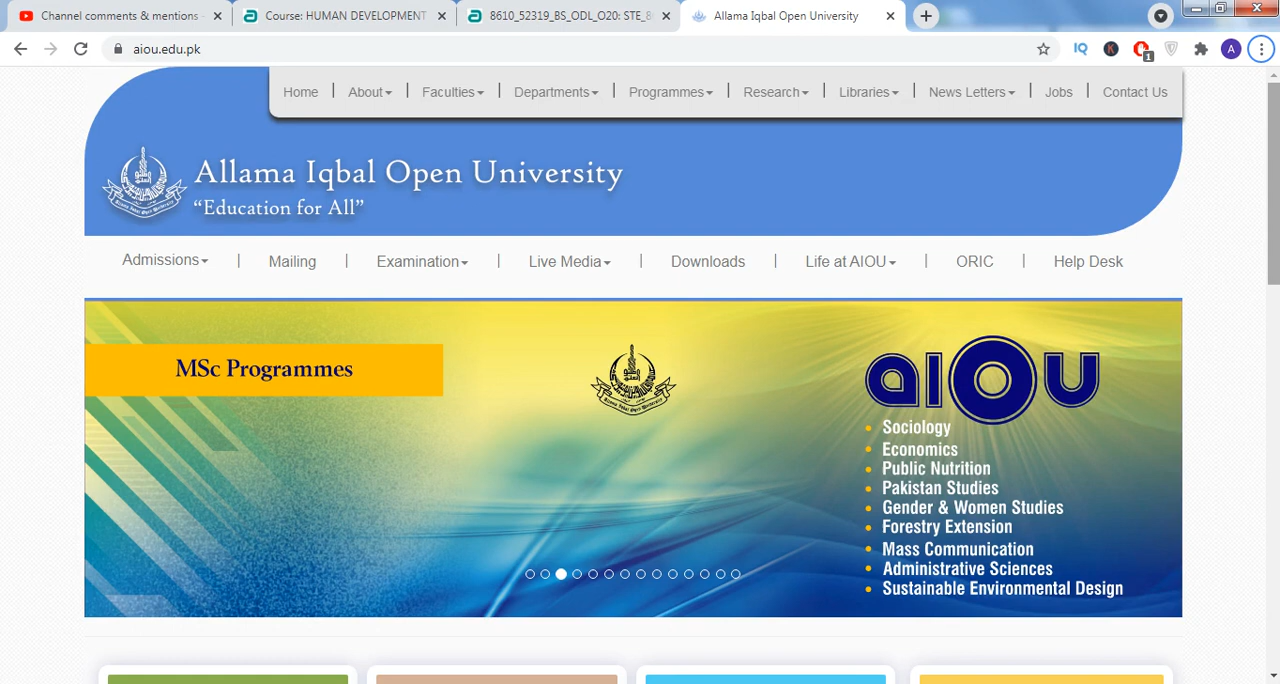 Channel comments & mentions -
Course: HUMAN DEVELOPMENT
8610_52319_BS_ODL_O20: STE_8
Allama Iqbal Open University
aiou.edu.pk
IQ
K
1
A
Home | About | Faculties | Departments | Programmes | Research | Libraries | News Letters | Jobs | Contact Us
Allama Iqbal Open University
“Education for All”
Admissions | Mailing | Examination | Live Media | Downloads | Life at AIOU | ORIC | Help Desk
MSc Programmes
AIOU
Sociology
Economics
Public Nutrition
Pakistan Studies
Gender & Women Studies
Forestry Extension
Mass Communication
Administrative Sciences
Sustainable Environmental Design